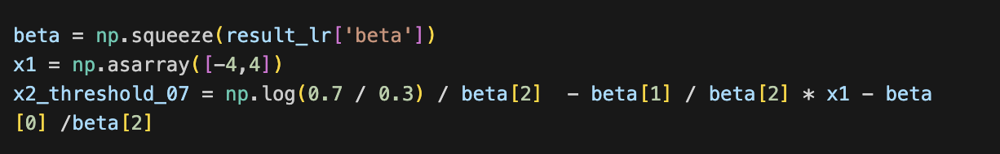 beta = np.squeeze(result_lr['beta'])
x1 = np.asarray([-4,4])
x2_threshold_07 = np.log(0.7 / 0.3) / beta[2]  - beta[1] / beta[2] * x1 - beta
[0] /beta[2]